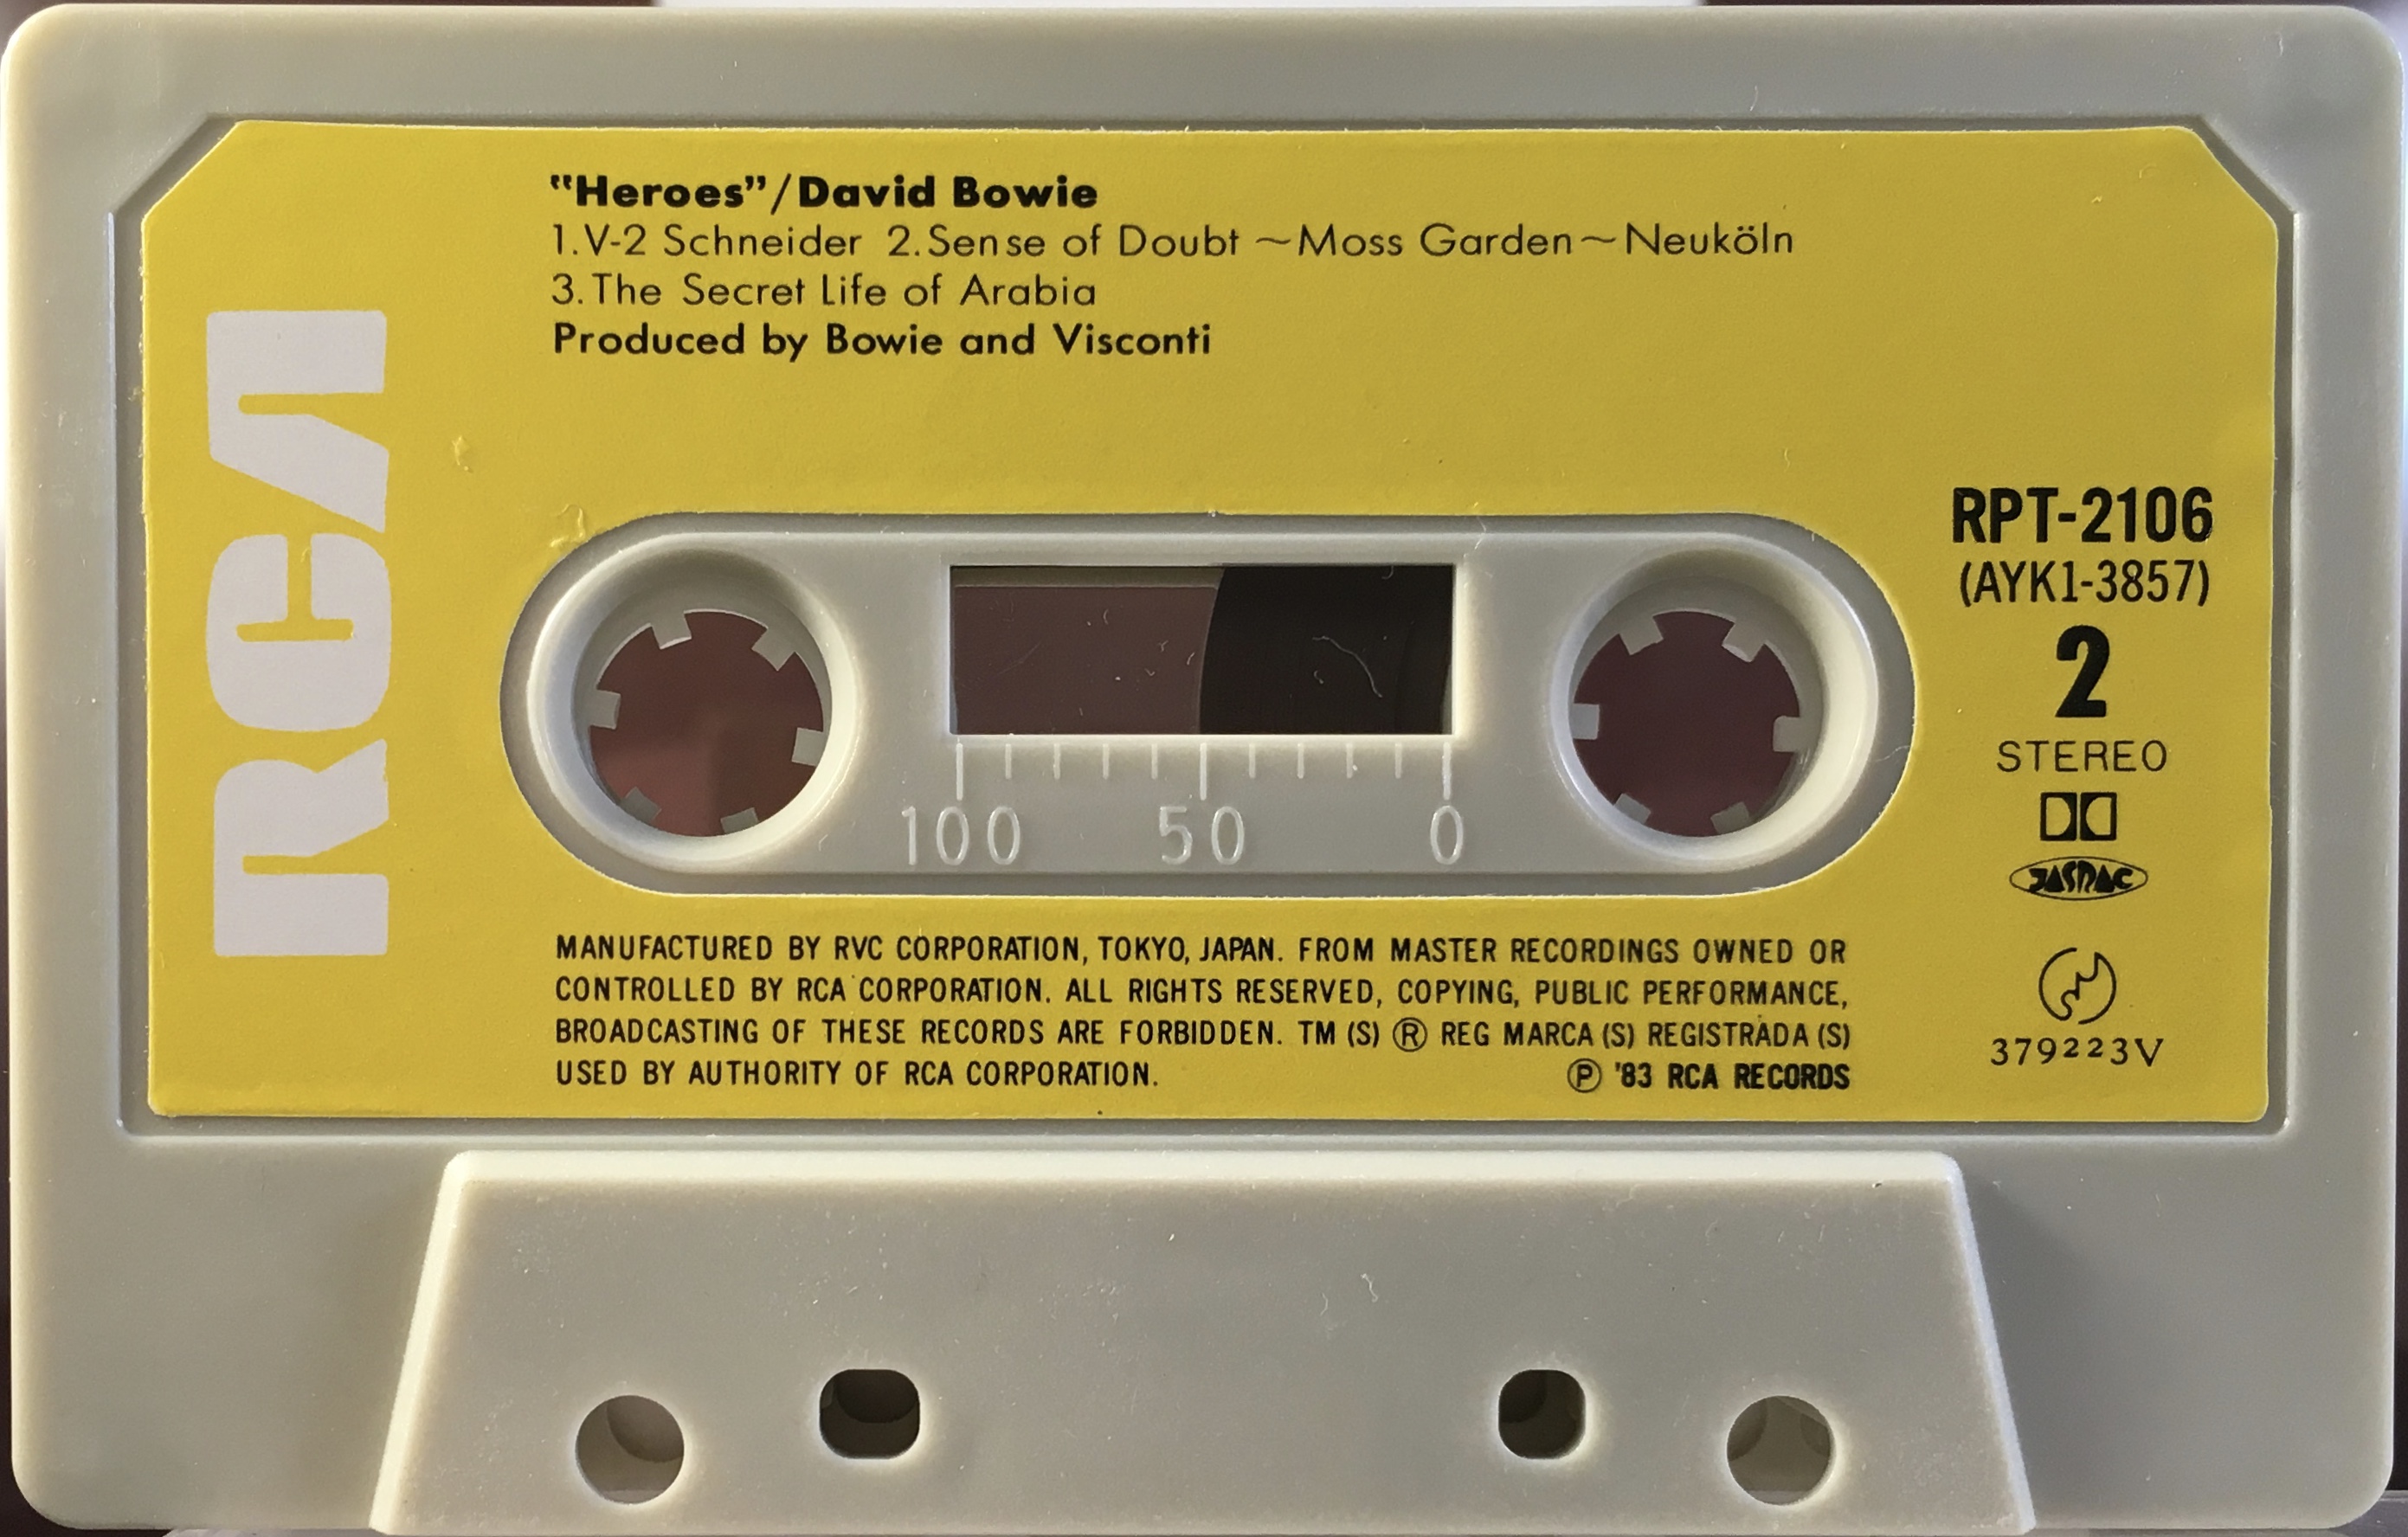 "Heroes"/David Bowie
1.V-2 Schneider 2.Sense of Doubt ~Moss Garden~Neuköln
3.The Secret Life of Arabia
Produced by Bowie and Visconti
RCA
RPT-2106
(AYK1-3857)
2
STEREO
JASRAC
100 50 0
MANUFACTURED BY RVC CORPORATION, TOKYO, JAPAN. FROM MASTER RECORDINGS OWNED OR
CONTROLLED BY RCA CORPORATION. ALL RIGHTS RESERVED, COPYING, PUBLIC PERFORMANCE,
BROADCASTING OF THESE RECORDS ARE FORBIDDEN. TM (S) ® REG MARCA (S) REGISTRADA (S)
USED BY AUTHORITY OF RCA CORPORATION.
℗ '83 RCA RECORDS
379223V